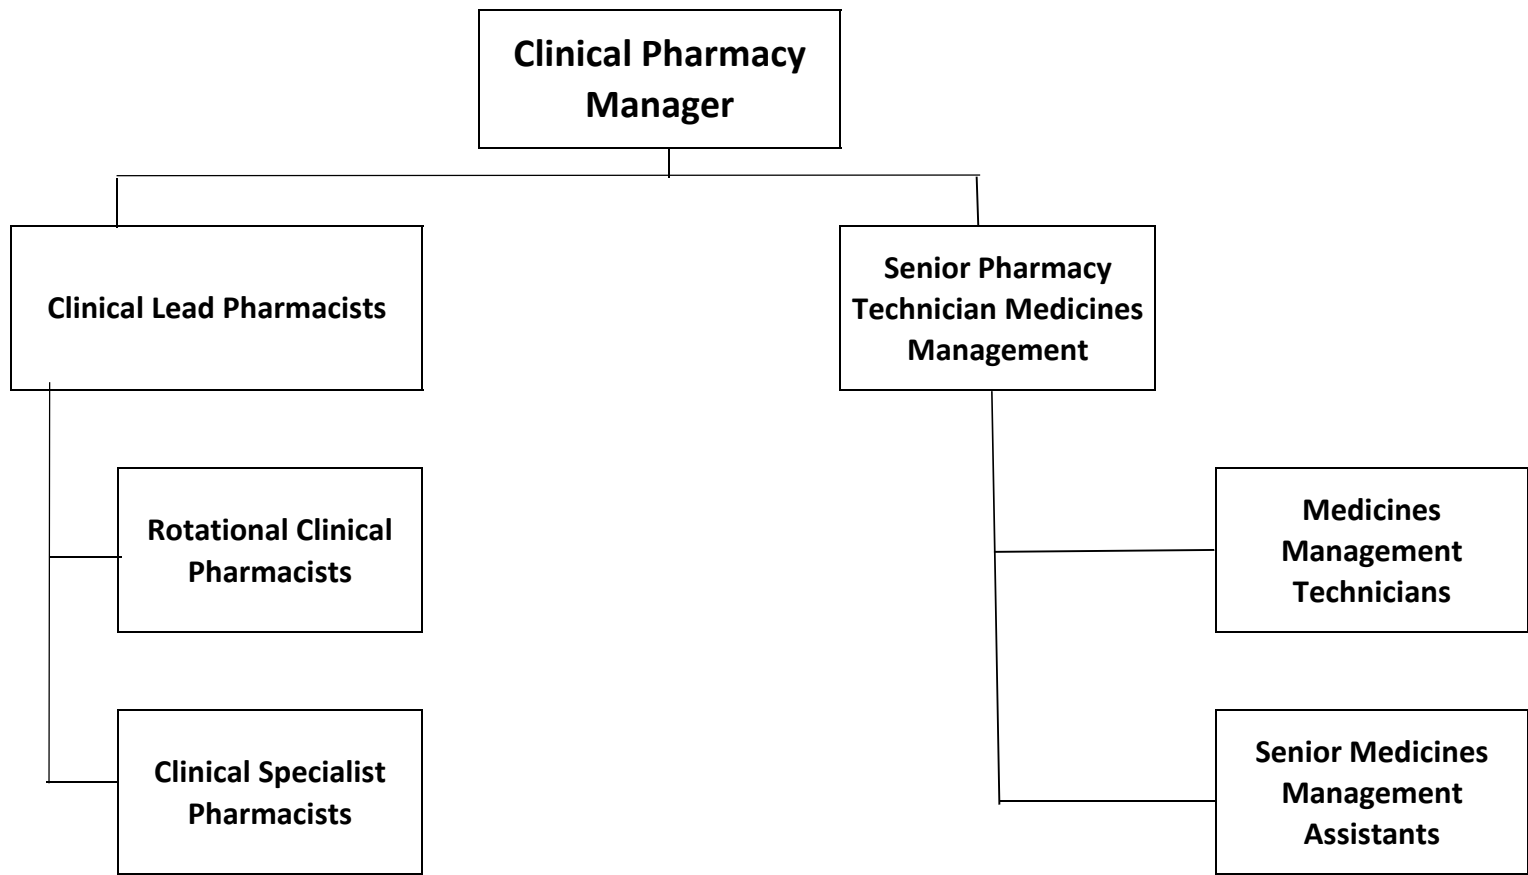 Clinical Pharmacy
Manager
Clinical Lead Pharmacists
Senior Pharmacy
Technician Medicines
Management
Rotational Clinical
Pharmacists
Medicines
Management
Technicians
Clinical Specialist
Pharmacists
Senior Medicines
Management
Assistants